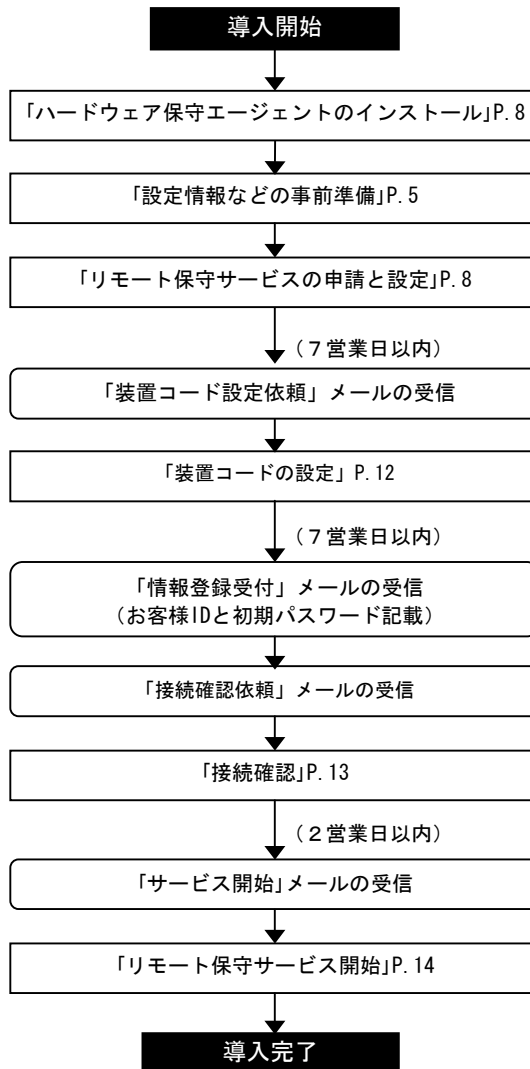 導入開始
「ハードウェア保守エージェントのインストール」P.8
「設定情報などの事前準備」P.5
「リモート保守サービスの申請と設定」P.8
（７営業日以内）
「装置コード設定依頼」メールの受信
「装置コードの設定」P.12
（７営業日以内）
「情報登録受付」メールの受信
（お客様IDと初期パスワード記載）
「接続確認依頼」メールの受信
「接続確認」P.13
（２営業日以内）
「サービス開始」メールの受信
「リモート保守サービス開始」P.14
導入完了